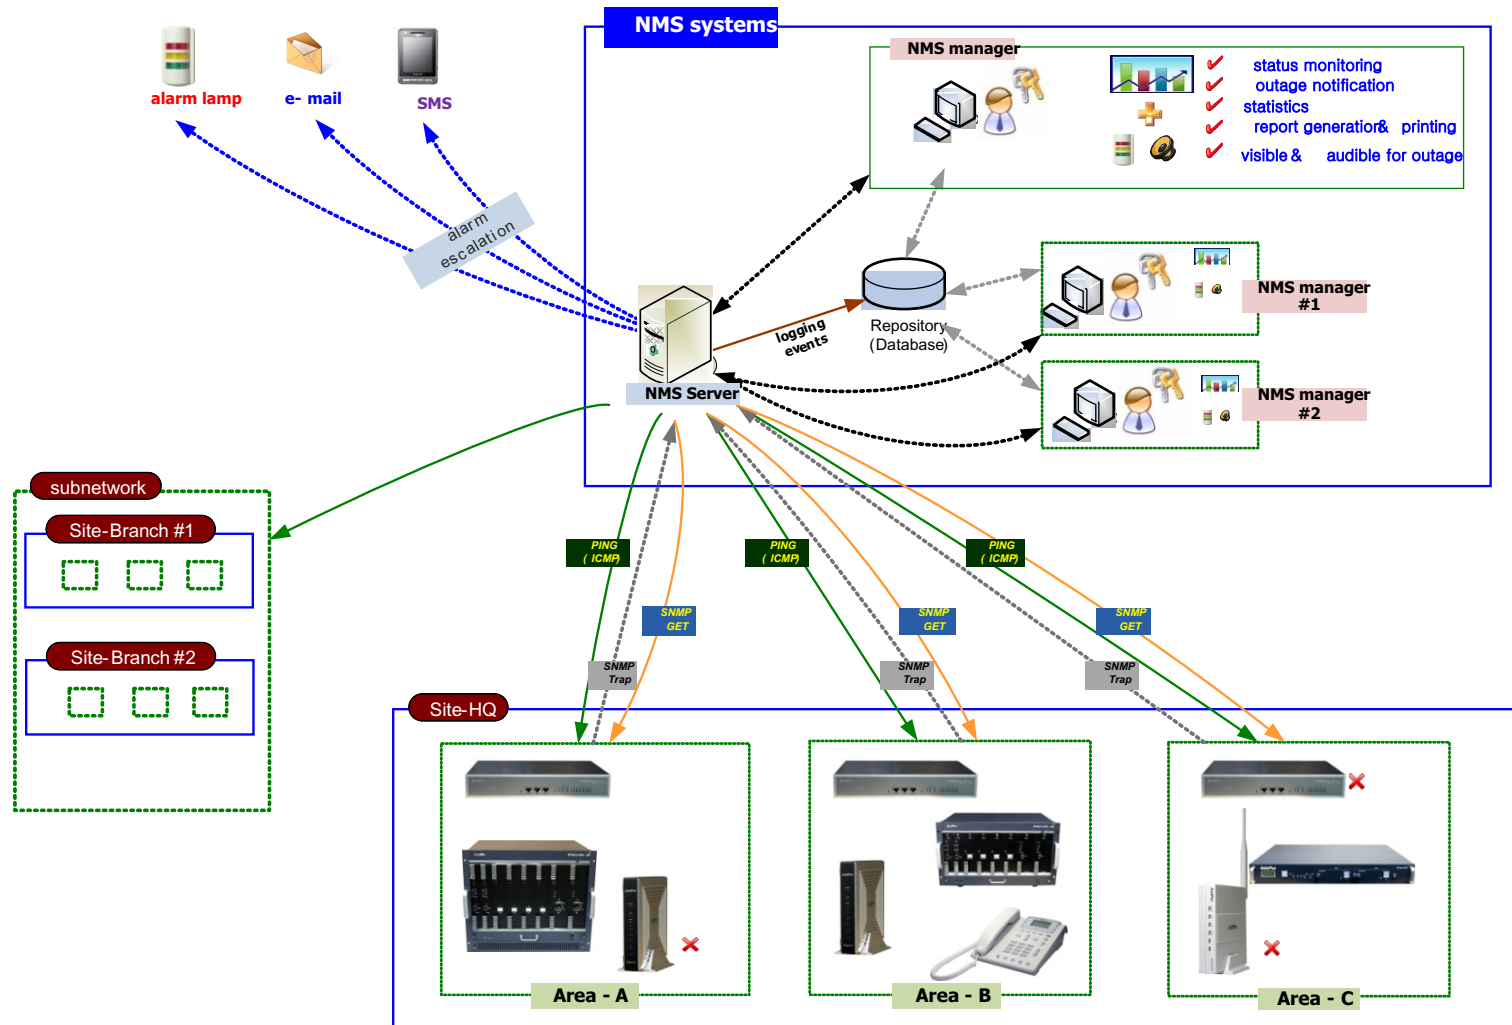 NMS systems
NMS manager
status monitoring
outage notification
statistics
report generation& printing
visible & audible for outage
alarm lamp
e- mail
SMS
alarm
escalation
NMS Server
logging
events
Repository
(Database)
NMS manager
#1
NMS manager
#2
subnetwork
Site-Branch #1
Site-Branch #2
PING
( ICMP)
PING
( ICMP)
PING
( ICMP)
SNMP
GET
SNMP
GET
SNMP
GET
SNMP
Trap
SNMP
Trap
SNMP
Trap
Site-HQ
Area - A
Area - B
Area - C